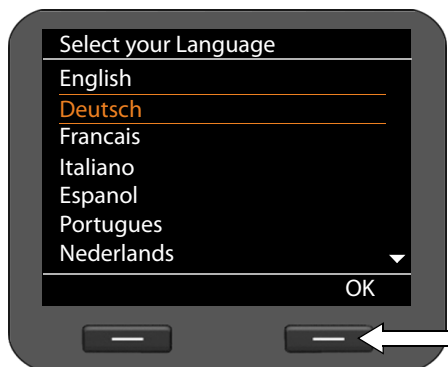 Select your Language
English
Deutsch
Francais
Italiano
Espanol
Portugues
Nederlands
OK